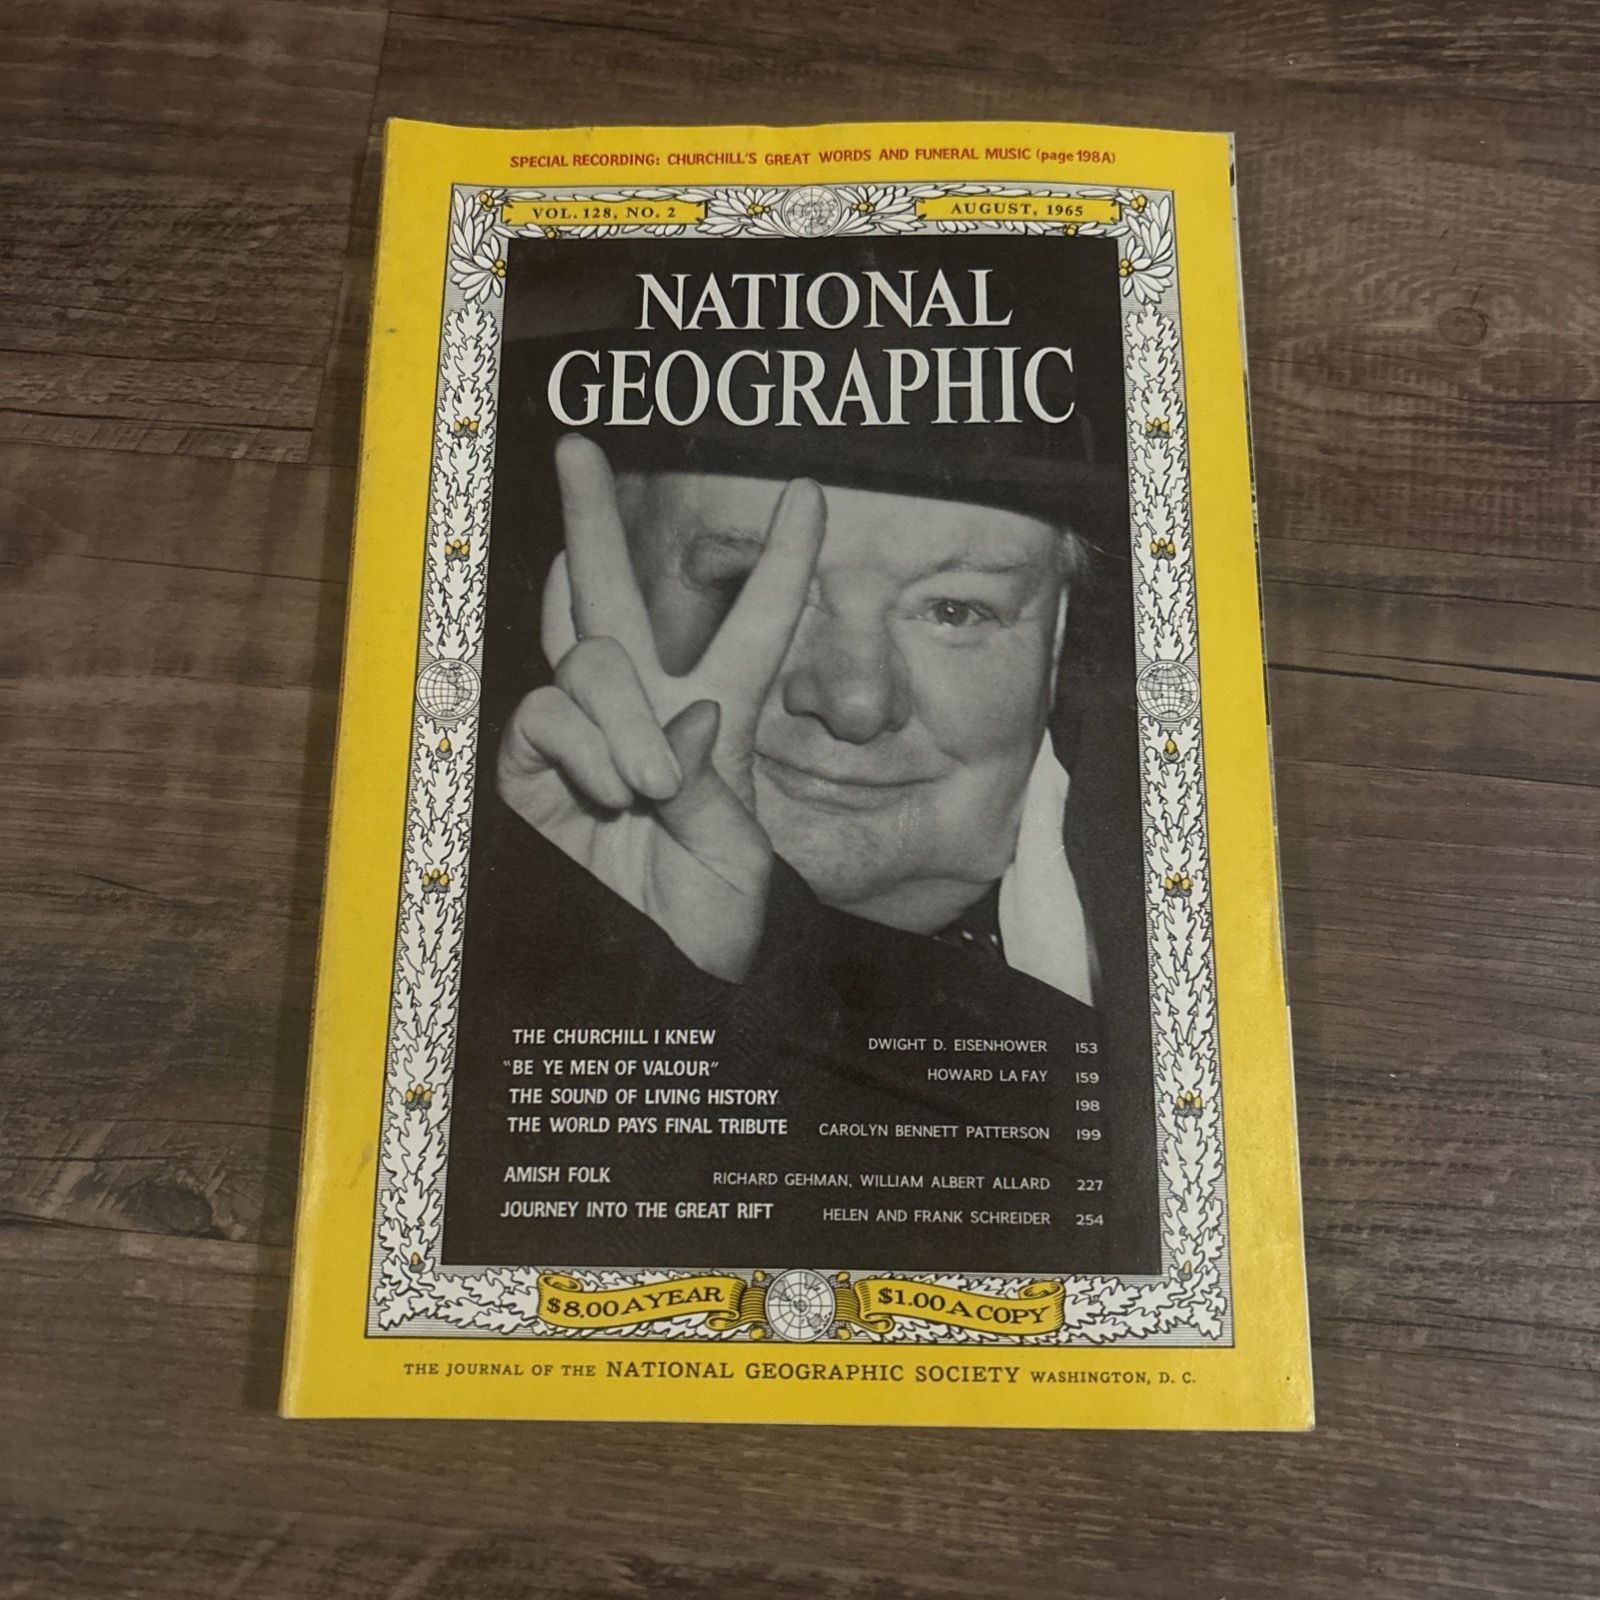 SPECIAL RECORDING: CHURCHILL'S GREAT WORDS AND FUNERAL MUSIC (page 198A)
VOL. 128, NO. 2 AUGUST, 1965
NATIONAL
GEOGRAPHIC
THE CHURCHILL I KNEW DWIGHT D. EISENHOWER 153
"BE YE MEN OF VALOUR" HOWARD LA FAY 159
THE SOUND OF LIVING HISTORY 198
THE WORLD PAYS FINAL TRIBUTE CAROLYN BENNETT PATTERSON 199
AMISH FOLK RICHARD GEHMAN, WILLIAM ALBERT ALLARD 227
JOURNEY INTO THE GREAT RIFT HELEN AND FRANK SCHREIDER 254
$8.00 A YEAR $1.00 A COPY
THE JOURNAL OF THE NATIONAL GEOGRAPHIC SOCIETY WASHINGTON, D. C.